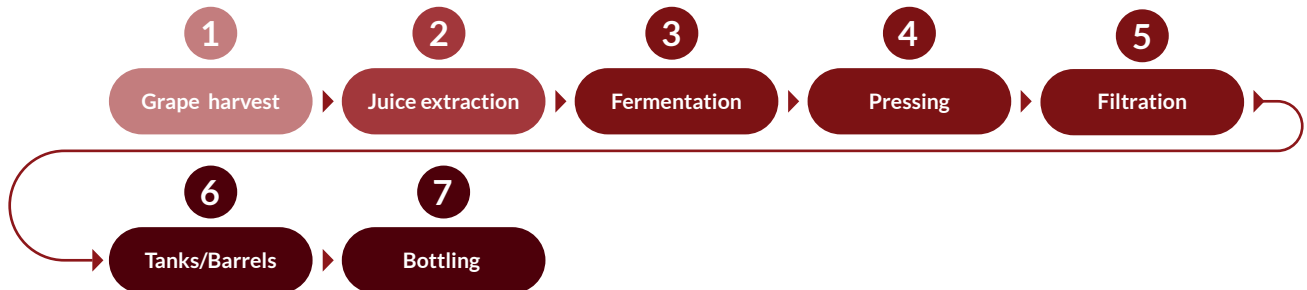 1
2
3
4
5
Grape harvest
Juice extraction
Fermentation
Pressing
Filtration
6
7
Tanks/Barrels
Bottling